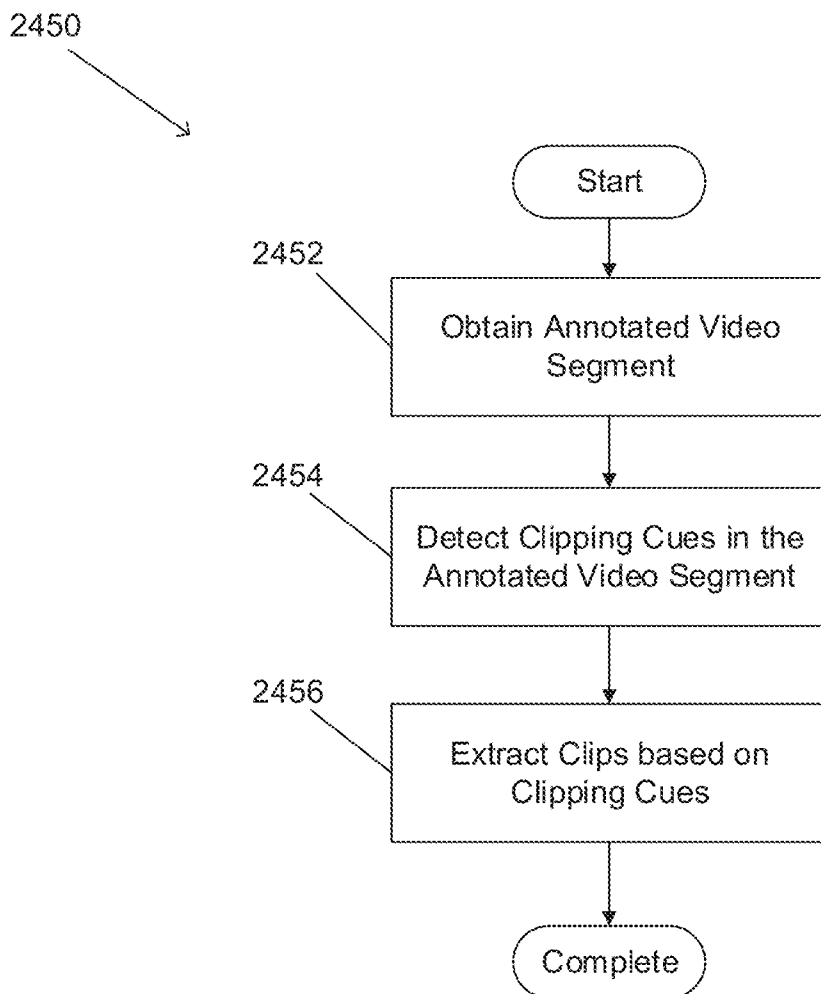 2450
Start
2452
Obtain Annotated Video
Segment
2454
Detect Clipping Cues in the
Annotated Video Segment
2456
Extract Clips based on
Clipping Cues
Complete